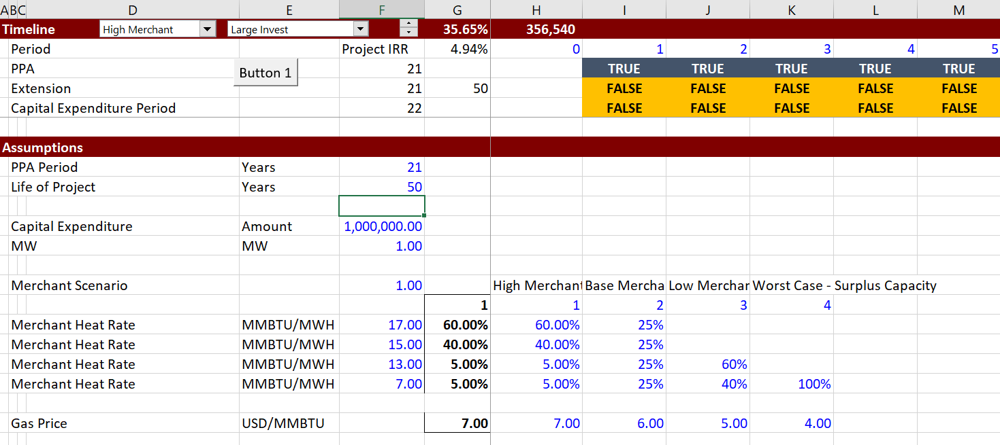 ABC D E F G H I J K L M
Timeline High Merchant Large Invest 35.65% 356,540
Period Project IRR 4.94% 0 1 2 3 4 5
PPA Button 1 21 TRUE TRUE TRUE TRUE TRUE
Extension 21 50 FALSE FALSE FALSE FALSE FALSE
Capital Expenditure Period 22 FALSE FALSE FALSE FALSE FALSE
Assumptions
PPA Period Years 21
Life of Project Years 50
Capital Expenditure Amount 1,000,000.00
MW MW 1.00
Merchant Scenario 1.00 High Merchant Base Mercha Low Merchar Worst Case - Surplus Capacity
1 1 2 3 4
Merchant Heat Rate MMBTU/MWH 17.00 60.00% 60.00% 25%
Merchant Heat Rate MMBTU/MWH 15.00 40.00% 40.00% 25%
Merchant Heat Rate MMBTU/MWH 13.00 5.00% 5.00% 25% 60%
Merchant Heat Rate MMBTU/MWH 7.00 5.00% 5.00% 25% 40% 100%
Gas Price USD/MMBTU 7.00 7.00 6.00 5.00 4.00